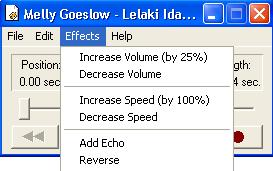 Melly Goeslow - Lelaki Ida...
File Edit Effects Help
Increase Volume (by 25%)
Decrease Volume
Increase Speed (by 100%)
Decrease Speed
Add Echo
Reverse
Position:
0.00 sec
4 sec.